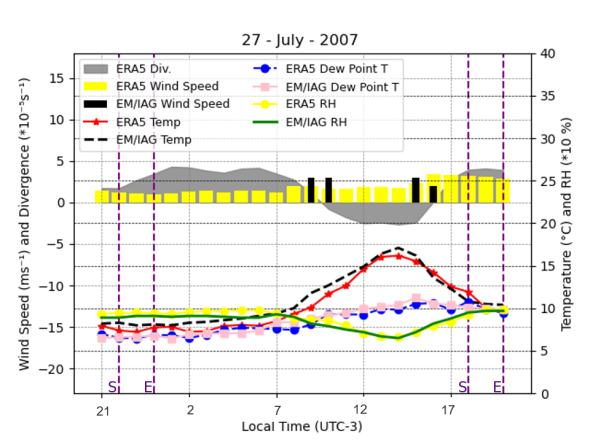 27 - July - 2007
ERA5 Div.
ERA5 Wind Speed
EM/IAG Wind Speed
ERA5 Temp
EM/IAG Temp
ERA5 Dew Point T
EM/IAG Dew Point T
ERA5 RH
EM/IAG RH
Wind Speed (ms⁻¹) and Divergence (*10⁻⁵s⁻¹)
15
10
5
0
−5
−10
−15
−20
40
35
30
25
20
15
10
5
0
Temperature (°C) and RH (*10 %)
S E S E
21 2 7 12 17
Local Time (UTC-3)